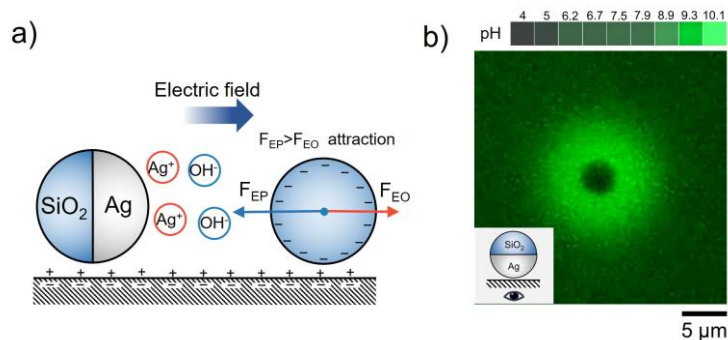 a)
Electric field
F_EP>F_EO attraction
SiO₂
Ag
Ag⁺
OH⁻
Ag⁺
OH⁻
F_EP
F_EO
+ + + + + + + + +
b)
pH
4 5 6.2 6.7 7.5 7.9 8.9 9.3 10.1
SiO₂
Ag
5 μm